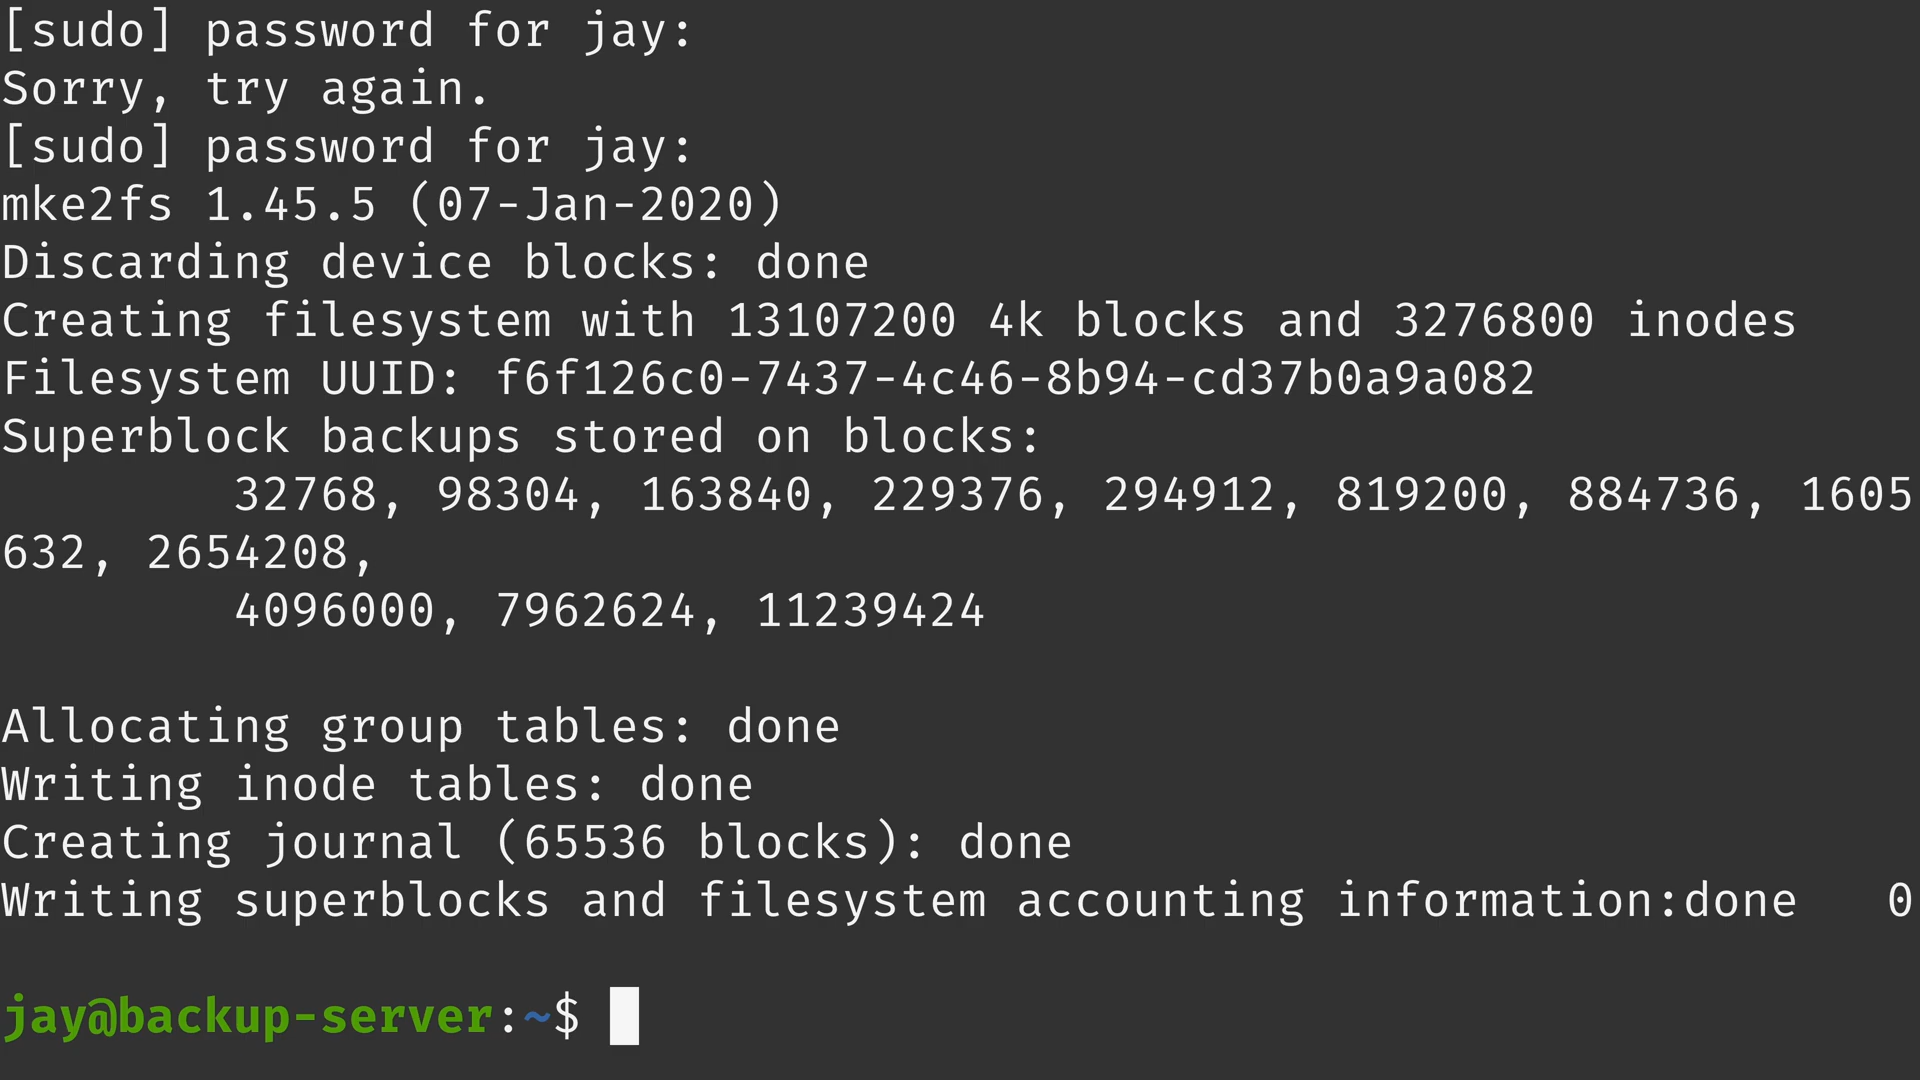 [sudo] password for jay:
Sorry, try again.
[sudo] password for jay:
mke2fs 1.45.5 (07-Jan-2020)
Discarding device blocks: done
Creating filesystem with 13107200 4k blocks and 3276800 inodes
Filesystem UUID: f6f126c0-7437-4c46-8b94-cd37b0a9a082
Superblock backups stored on blocks:
        32768, 98304, 163840, 229376, 294912, 819200, 884736, 1605
632, 2654208,
        4096000, 7962624, 11239424
Allocating group tables: done
Writing inode tables: done
Creating journal (65536 blocks): done
Writing superblocks and filesystem accounting information:done   0
jay@backup-server:~$